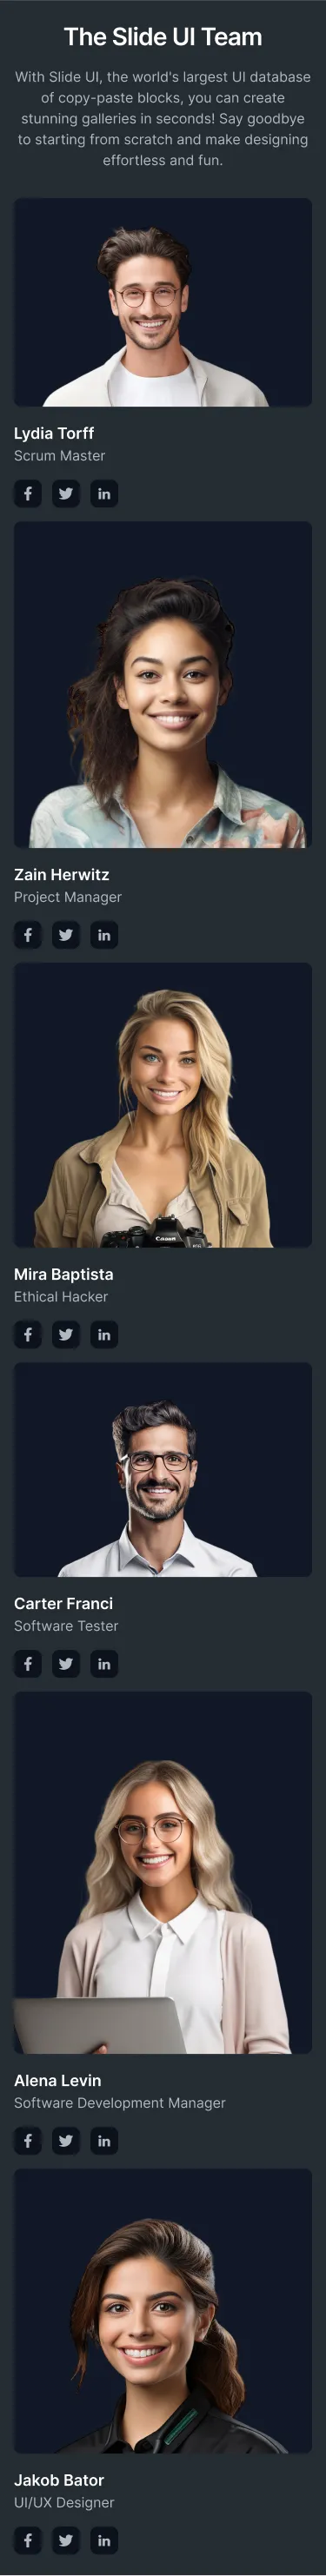 The Slide UI Team
With Slide UI, the world's largest UI database
of copy-paste blocks, you can create
stunning galleries in seconds! Say goodbye
to starting from scratch and make designing
effortless and fun.
Lydia Torff
Scrum Master
f
in
Zain Herwitz
Project Manager
f
in
Canon
Mira Baptista
Ethical Hacker
f
in
Carter Franci
Software Tester
f
in
Alena Levin
Software Development Manager
f
in
Jakob Bator
UI/UX Designer
f
in